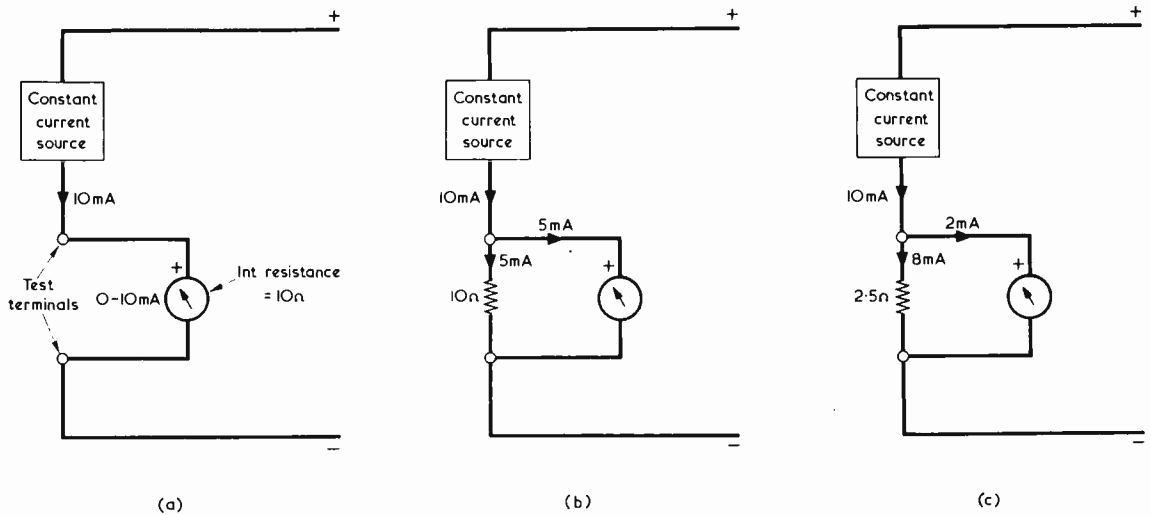 +
Constant
current
source
10mA
+
Test
terminals
0-10mA
Int resistance
= 10Ω
−
(a)
+
Constant
current
source
10mA
5mA
5mA
+
10Ω
−
(b)
+
Constant
current
source
10mA
2mA
8mA
+
2·5Ω
−
(c)